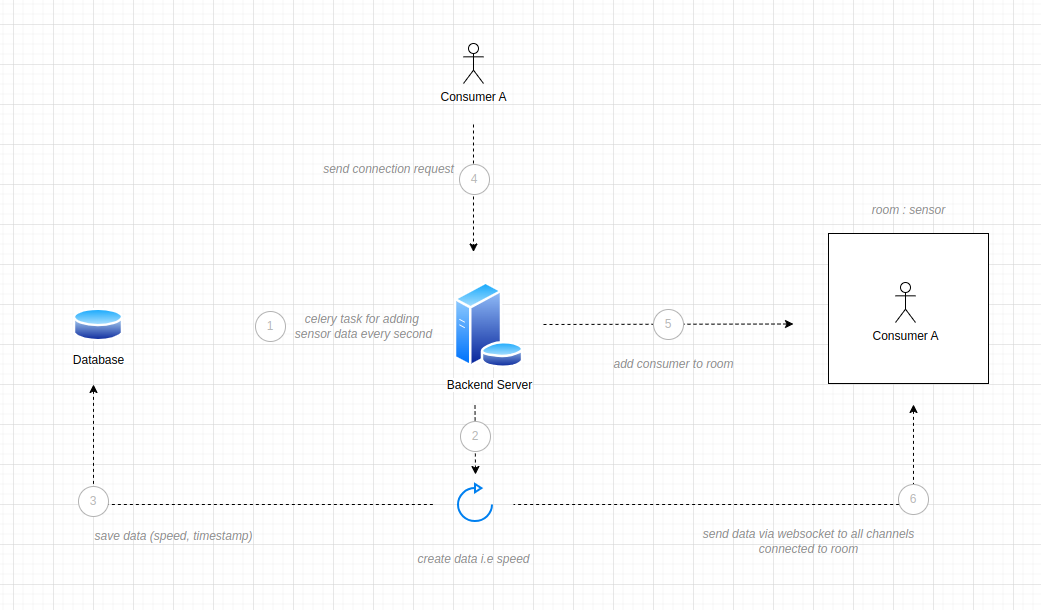 Consumer A
send connection request
4
room : sensor
1
celery task for adding
sensor data every second
5
Consumer A
Database
add consumer to room
Backend Server
2
3
6
save data (speed, timestamp)
send data via websocket to all channels
connected to room
create data i.e speed